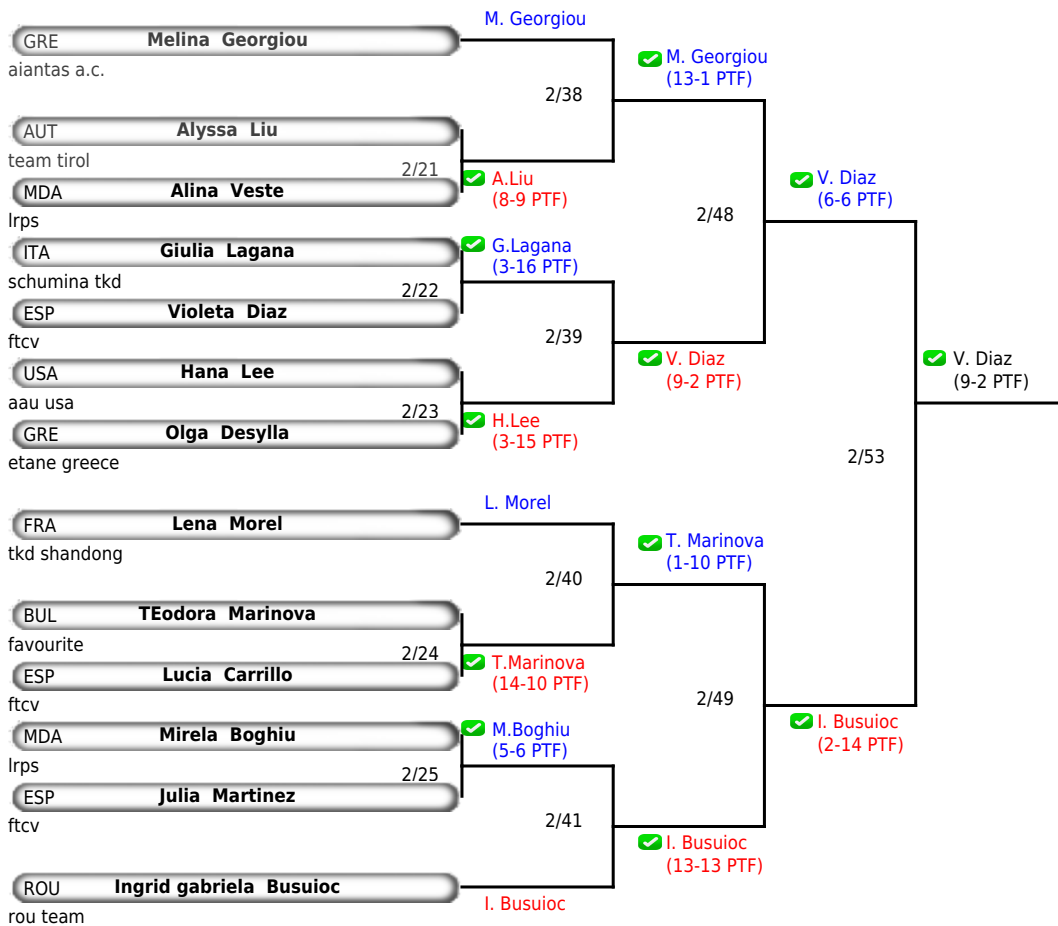 M. Georgiou
GRE Melina Georgiou
aiantas a.c.
M. Georgiou
(13-1 PTF)
2/38
AUT Alyssa Liu
team tirol
2/21
MDA Alina Veste
lrps
A.Liu
(8-9 PTF)
V. Diaz
(6-6 PTF)
2/48
ITA Giulia Lagana
schumina tkd
G.Lagana
(3-16 PTF)
2/22
ESP Violeta Diaz
ftcv
2/39
USA Hana Lee
aau usa
V. Diaz
(9-2 PTF)
V. Diaz
(9-2 PTF)
2/23
GRE Olga Desylla
etane greece
H.Lee
(3-15 PTF)
2/53
L. Morel
FRA Lena Morel
tkd shandong
T. Marinova
(1-10 PTF)
2/40
BUL TEodora Marinova
favourite
2/24
ESP Lucia Carrillo
ftcv
T.Marinova
(14-10 PTF)
2/49
MDA Mirela Boghiu
lrps
M.Boghiu
(5-6 PTF)
I. Busuioc
(2-14 PTF)
2/25
ESP Julia Martinez
ftcv
2/41
I. Busuioc
(13-13 PTF)
ROU Ingrid gabriela Busuioc
rou team
I. Busuioc